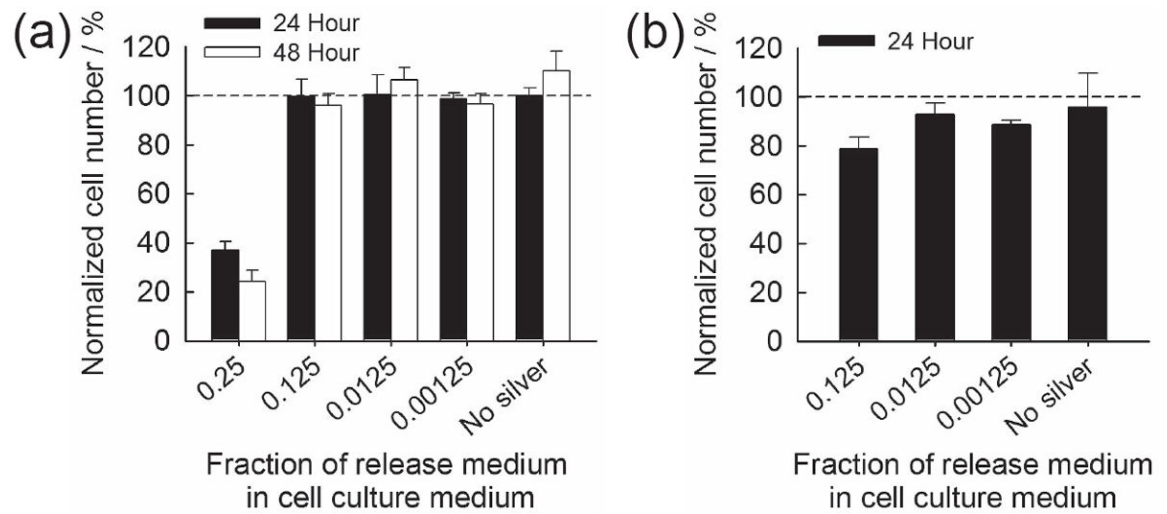 (a)
24 Hour
48 Hour
Normalized cell number / %
120
100
80
60
40
20
0
0.25
0.125
0.0125
0.00125
No silver
Fraction of release medium
in cell culture medium
(b)
24 Hour
Normalized cell number / %
120
100
80
60
40
20
0
0.125
0.0125
0.00125
No silver
Fraction of release medium
in cell culture medium